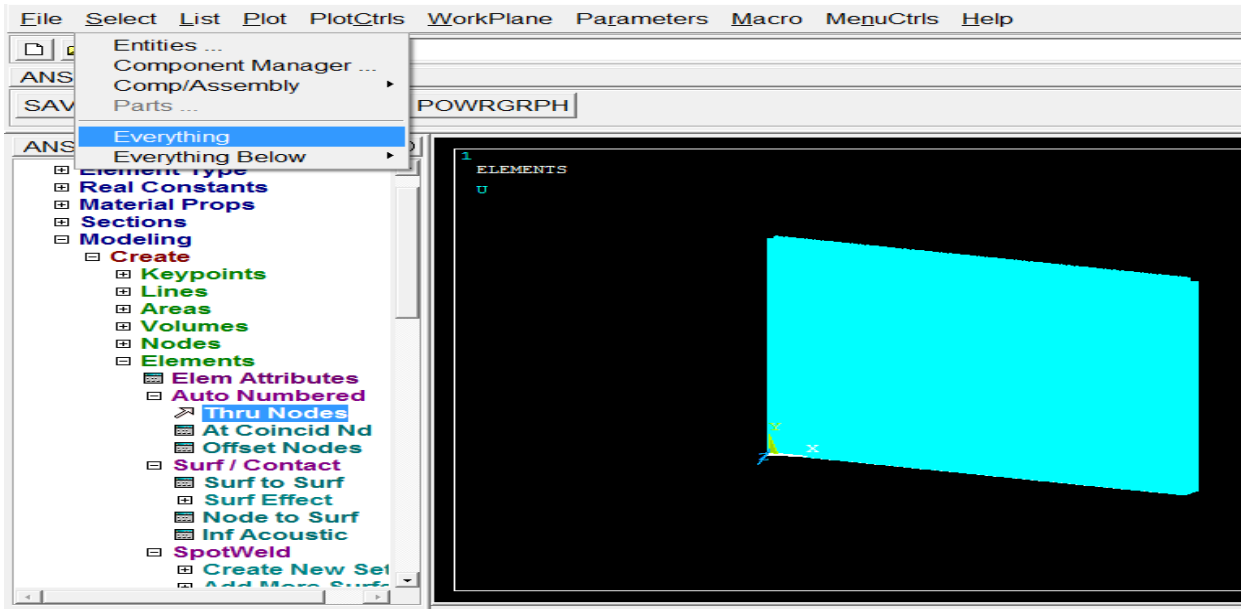 File Select List Plot PlotCtrls WorkPlane Parameters Macro MenuCtrls Help
Entities ...
Component Manager ...
ANS
Comp/Assembly
SAV
Parts ...
POWRGRPH
Everything
ANS
Everything Below
Element Type
Real Constants
Material Props
Sections
Modeling
Create
Keypoints
Lines
Areas
Volumes
Nodes
Elements
Elem Attributes
Auto Numbered
Thru Nodes
At Coincid Nd
Offset Nodes
Surf / Contact
Surf to Surf
Surf Effect
Node to Surf
Inf Acoustic
SpotWeld
Create New Set
Add More Surfs
1
ELEMENTS
U
Y
Z X